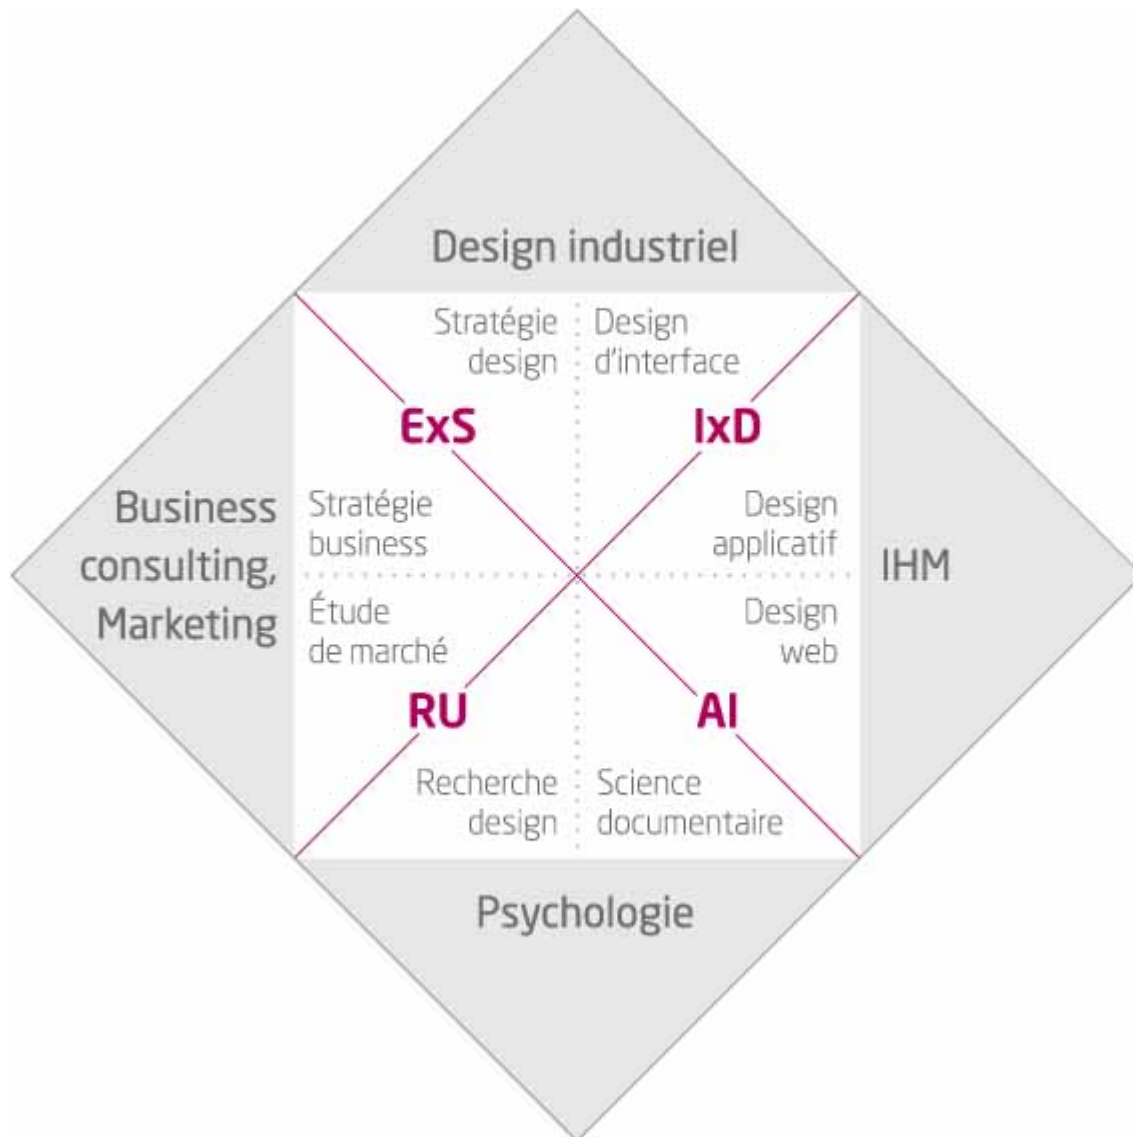 Design industriel
Stratégie
design
Design
d'interface
ExS
IxD
Business
consulting,
Marketing
Stratégie
business
Design
applicatif
IHM
Étude
de marché
Design
web
RU
AI
Recherche
design
Science
documentaire
Psychologie